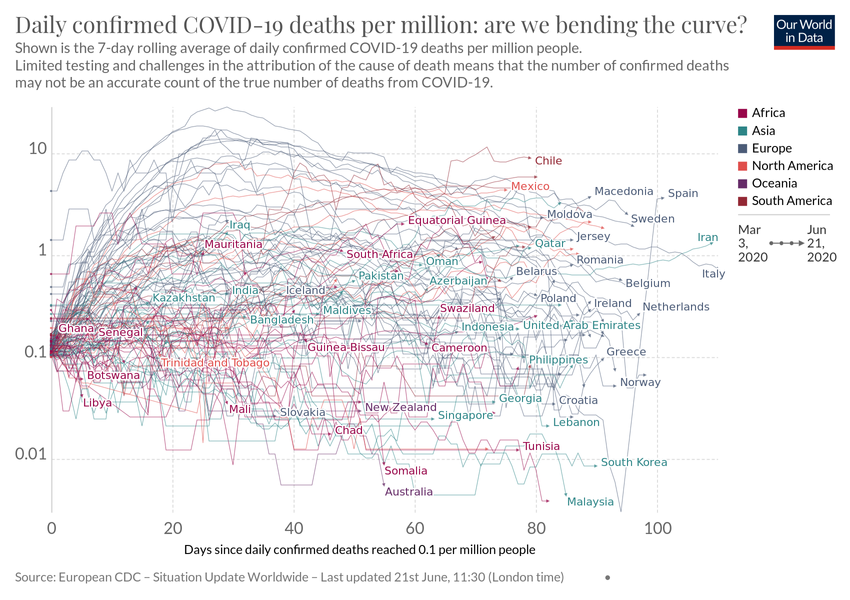 Daily confirmed COVID-19 deaths per million: are we bending the curve?
Our World
in Data
Shown is the 7-day rolling average of daily confirmed COVID-19 deaths per million people.
Limited testing and challenges in the attribution of the cause of death means that the number of confirmed deaths
may not be an accurate count of the true number of deaths from COVID-19.
Africa
Asia
Europe
North America
Oceania
South America
Mar
3,
2020
Jun
21,
2020
10
1
0.1
0.01
Chile
Mexico
Macedonia
Spain
Moldova
Sweden
Equatorial Guinea
Iraq
Mauritania
Jersey
Iran
Qatar
South Africa
Oman
Romania
Italy
Pakistan
Belarus
Azerbaijan
Belgium
India
Iceland
Kazakhstan
Poland
Ireland
Netherlands
Maldives
Swaziland
Bangladesh
Indonesia
United Arab Emirates
Ghana
Senegal
Guinea-Bissau
Cameroon
Greece
Trinidad and Tobago
Philippines
Botswana
Norway
Libya
Mali
Slovakia
New Zealand
Georgia
Croatia
Singapore
Lebanon
Chad
Tunisia
Somalia
South Korea
Australia
Malaysia
0
20
40
60
80
100
Days since daily confirmed deaths reached 0.1 per million people
Source: European CDC – Situation Update Worldwide – Last updated 21st June, 11:30 (London time)